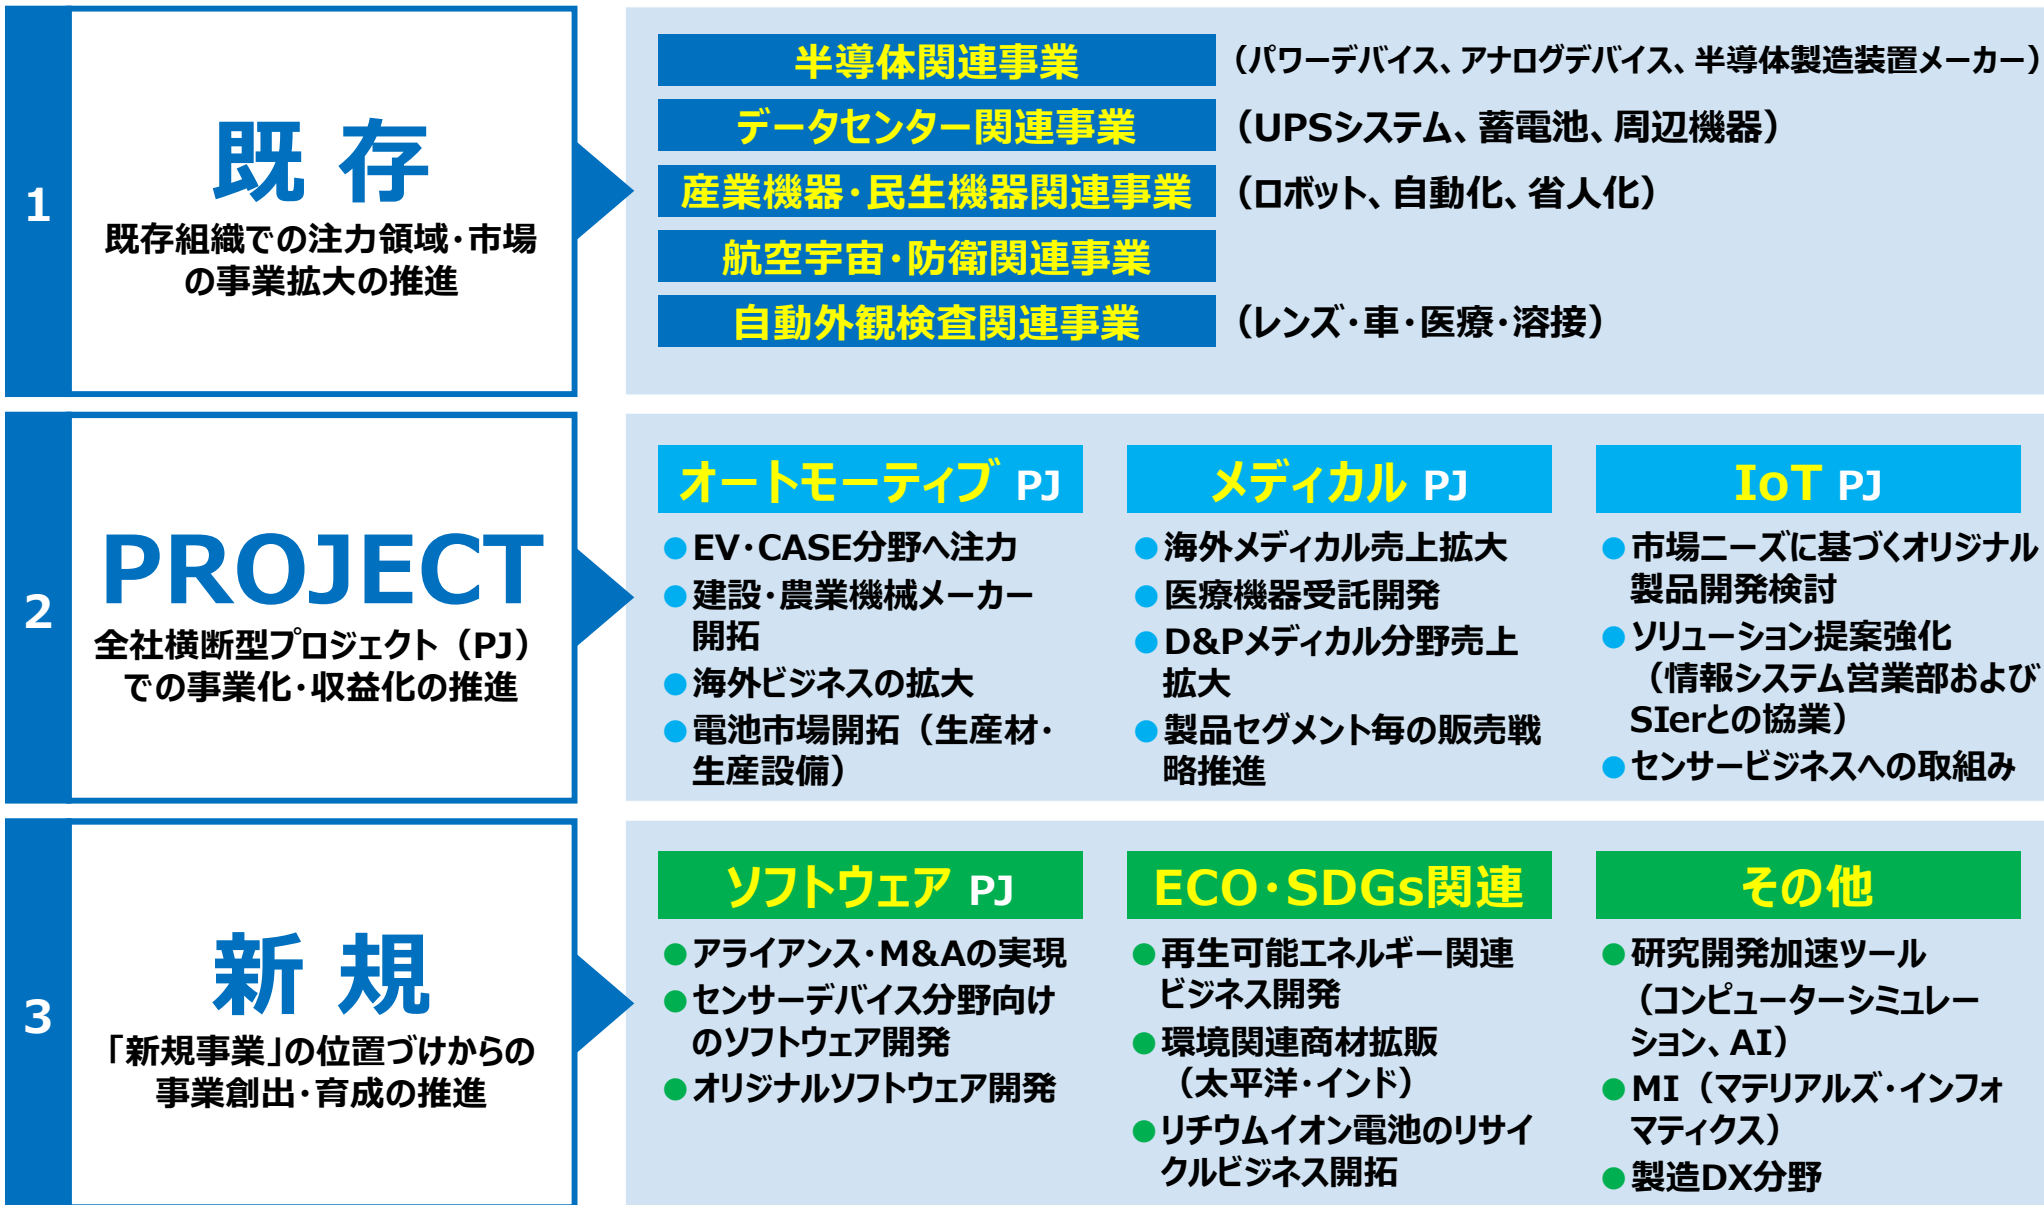 1
既 存
既存組織での注力領域・市場
の事業拡大の推進
半導体関連事業
（パワーデバイス、アナログデバイス、半導体製造装置メーカー）
データセンター関連事業
（UPSシステム、蓄電池、周辺機器）
産業機器・民生機器関連事業
（ロボット、自動化、省人化）
航空宇宙・防衛関連事業
自動外観検査関連事業
（レンズ・車・医療・溶接）
2
PROJECT
全社横断型プロジェクト（PJ）
での事業化・収益化の推進
オートモーティブ PJ
●EV・CASE分野へ注力
●建設・農業機械メーカー
開拓
●海外ビジネスの拡大
●電池市場開拓（生産材・
生産設備）
メディカル PJ
●海外メディカル売上拡大
●医療機器受託開発
●D&Pメディカル分野売上
拡大
●製品セグメント毎の販売戦
略推進
IoT PJ
●市場ニーズに基づくオリジナル
製品開発検討
●ソリューション提案強化
（情報システム営業部および
SIerとの協業）
●センサービジネスへの取組み
3
新 規
「新規事業」の位置づけからの
事業創出・育成の推進
ソフトウェア PJ
●アライアンス・M&Aの実現
●センサーデバイス分野向け
のソフトウェア開発
●オリジナルソフトウェア開発
ECO・SDGs関連
●再生可能エネルギー関連
ビジネス開発
●環境関連商材拡販
（太平洋・インド）
●リチウムイオン電池のリサイ
クルビジネス開拓
その他
●研究開発加速ツール
（コンピューターシミュレー
ション、AI）
●MI（マテリアルズ・インフォ
マティクス）
●製造DX分野